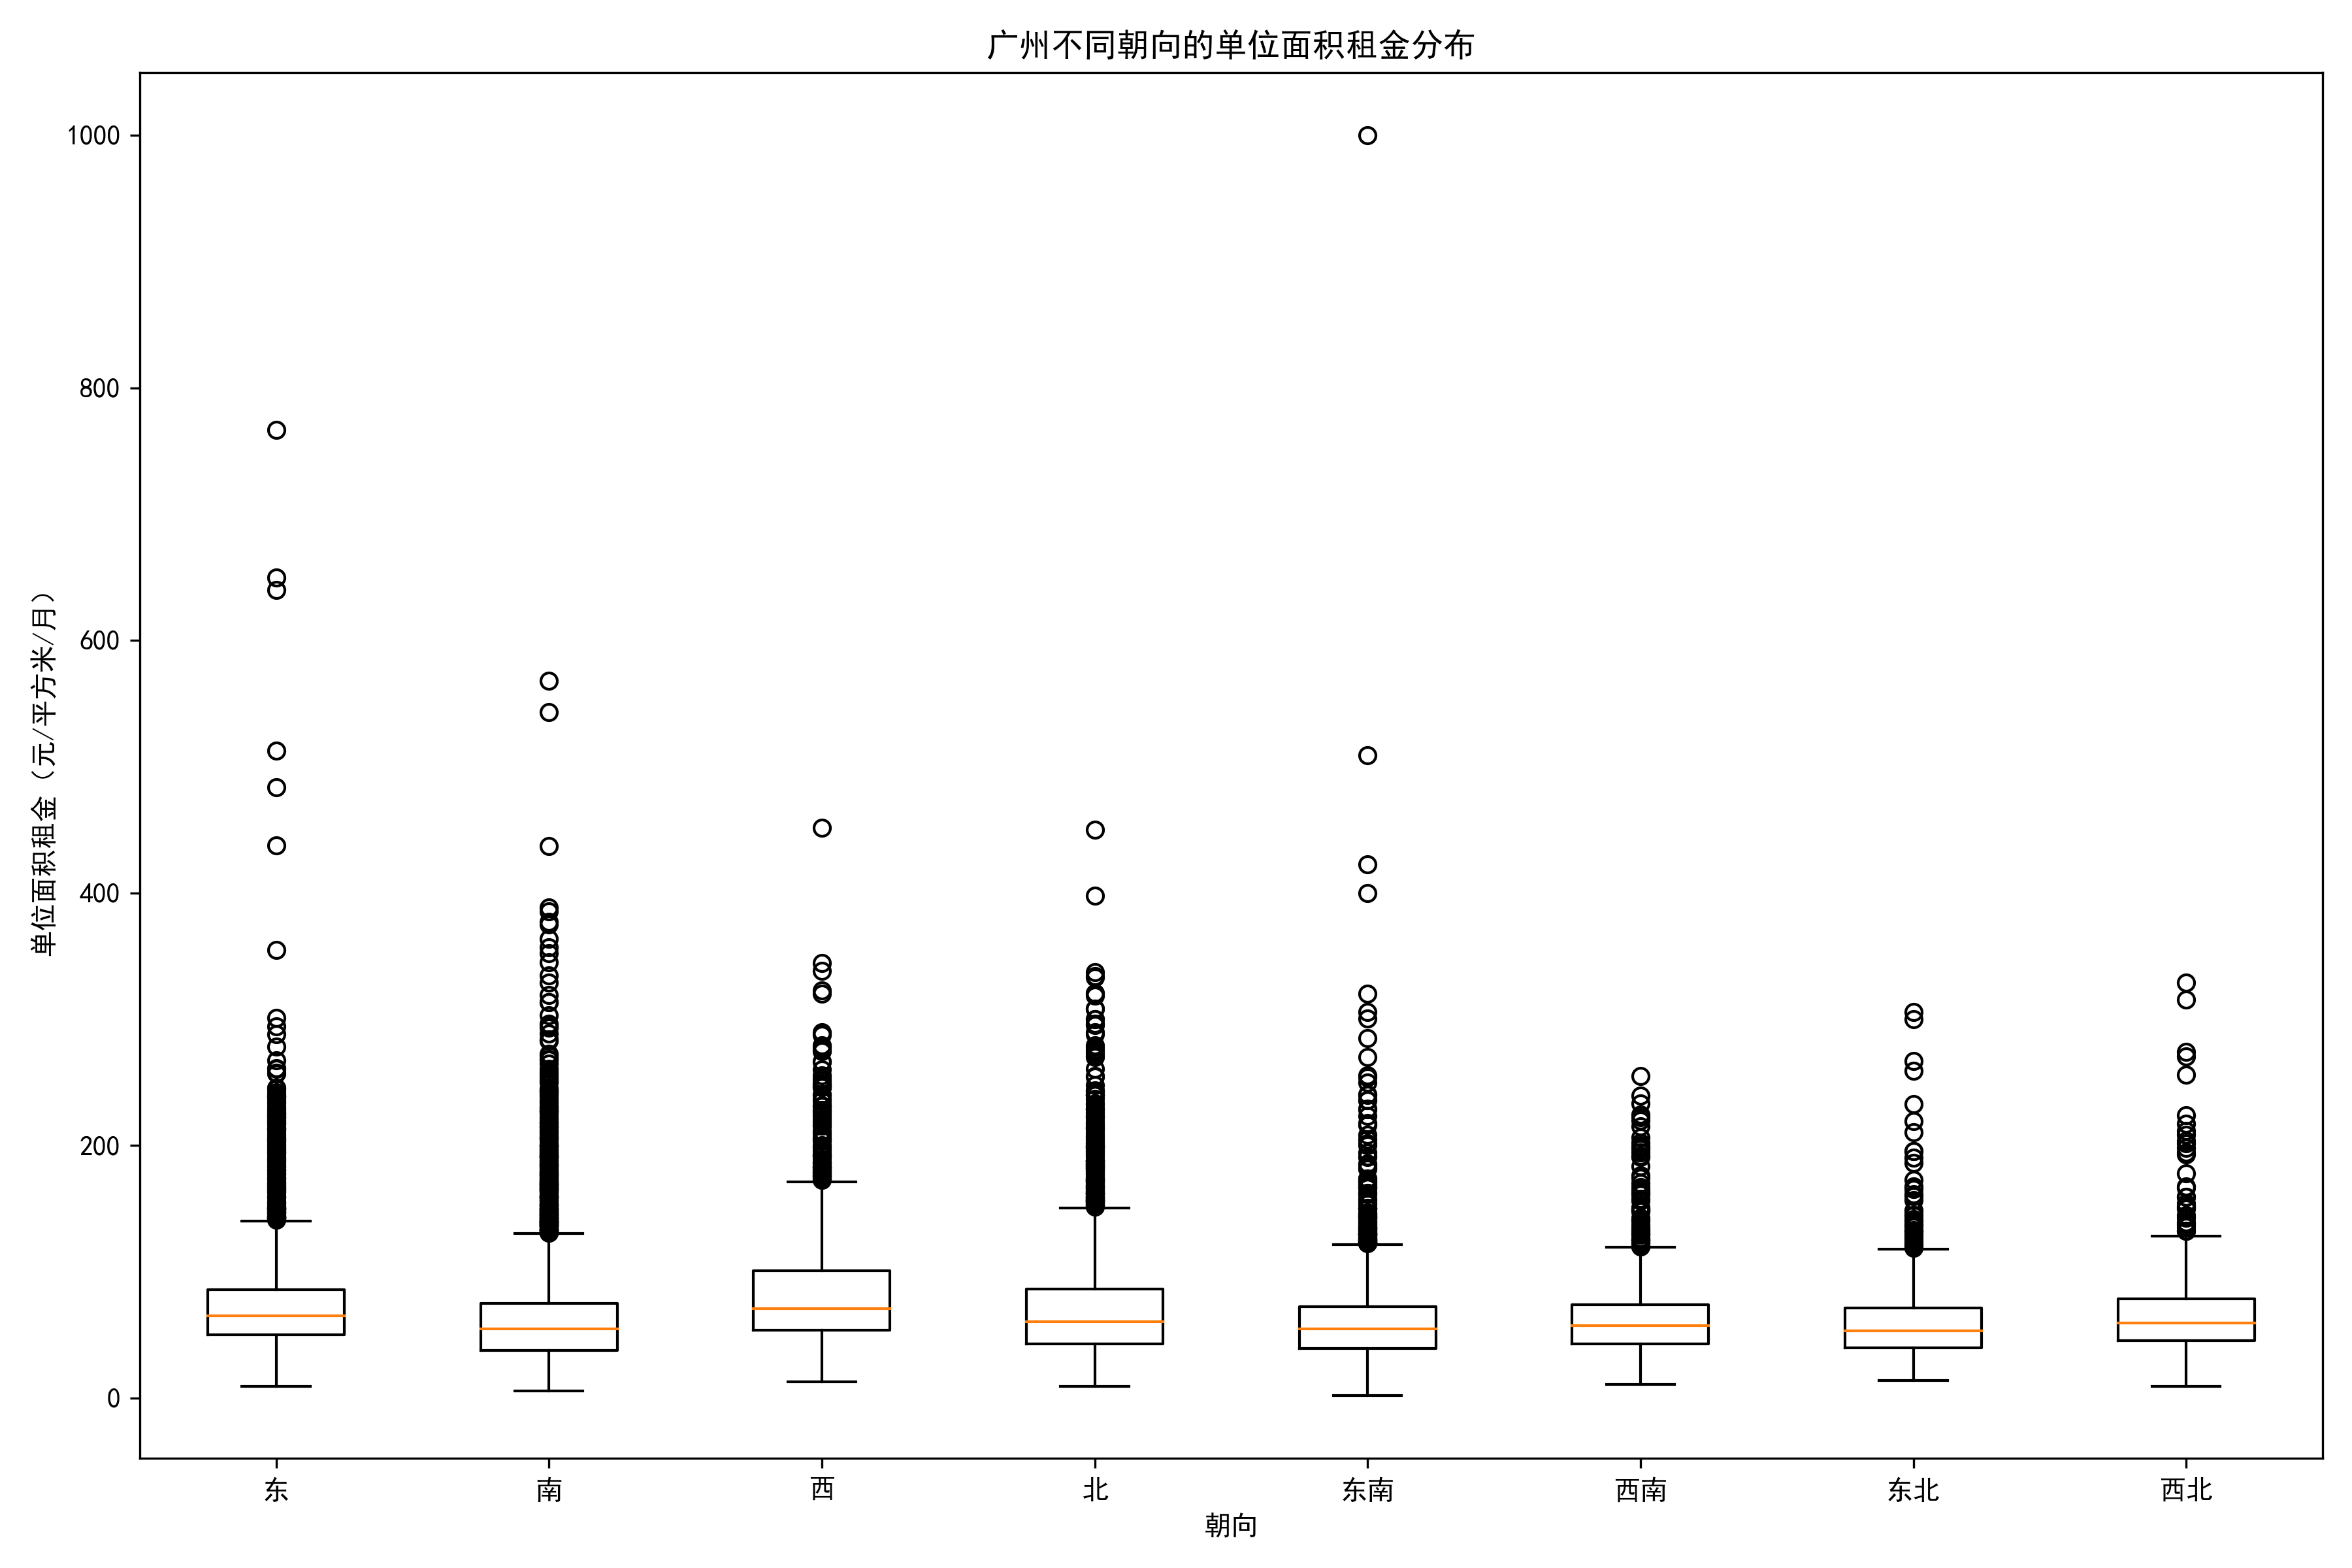 广州不同朝向的单位面积租金分布
单位面积租金（元/平方米/月）
1000
800
600
400
200
0
东
南
西
北
东南
西南
东北
西北
朝向